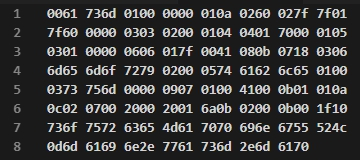 1 0061 736d 0100 0000 010a 0260 027f 7f01
2 7f60 0000 0303 0200 0104 0401 7000 0105
3 0301 0000 0606 017f 0041 080b 0718 0306
4 6d65 6d6f 7279 0200 0574 6162 6c65 0100
5 0373 756d 0000 0907 0100 4100 0b01 010a
6 0c02 0700 2000 2001 6a0b 0200 0b00 1f10
7 736f 7572 6365 4d61 7070 696e 6755 524c
8 0d6d 6169 6e2e 7761 736d 2e6d 6170